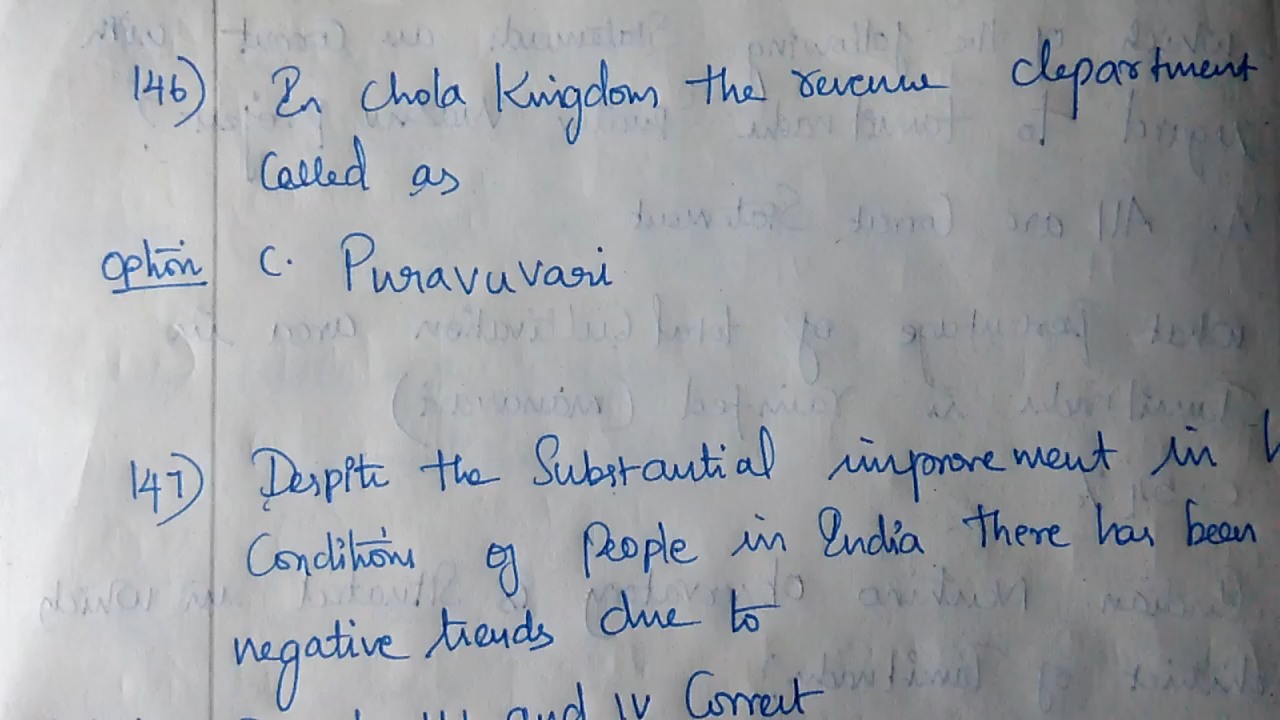 146) In Chola Kingdom the revenue department
Called as
Option C. Puravuvari
147) Despite the Substantial improvement in
Conditions of people in India there has been
negative trends due to
and IV Correct